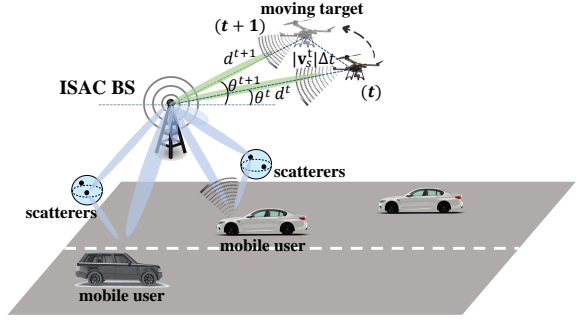 moving target
(t+1)
d^{t+1}
|v_s^t|Δt
ISAC BS
θ^{t+1}
θ^t d^t
(t)
scatterers
scatterers
mobile user
mobile user